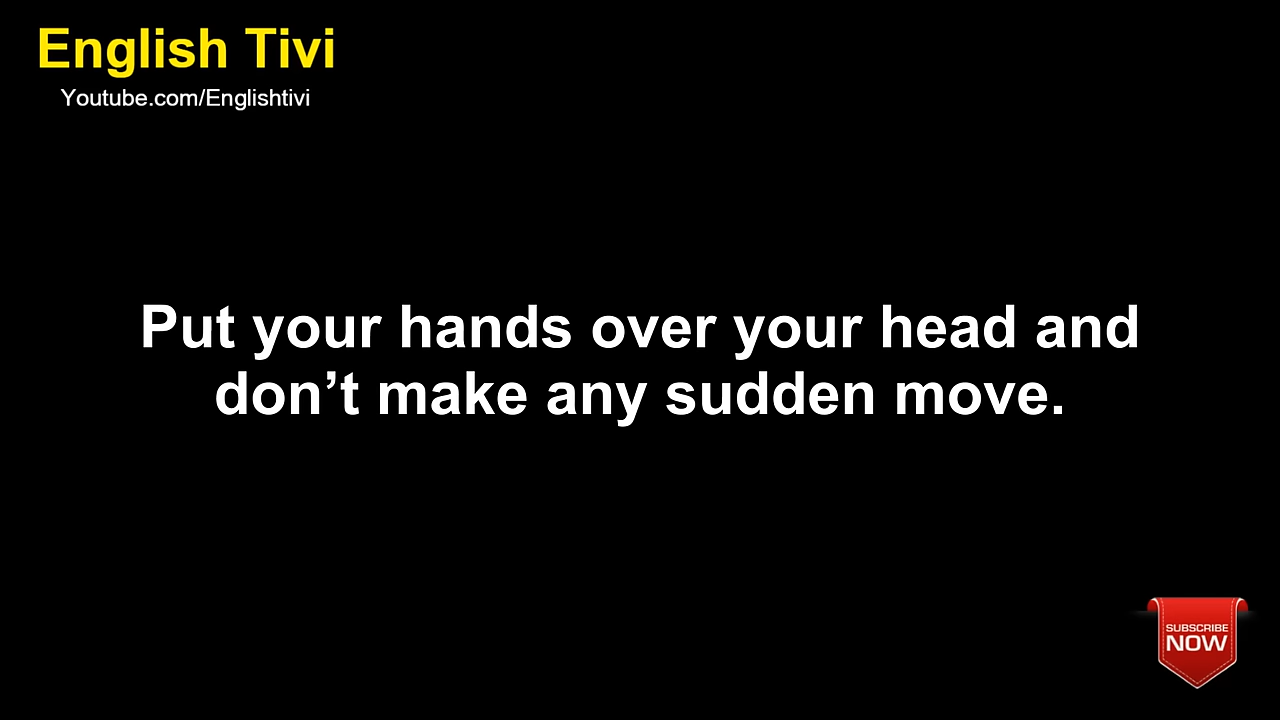 English Tivi
Youtube.com/Englishtivi
Put your hands over your head and
don’t make any sudden move.
SUBSCRIBE
NOW